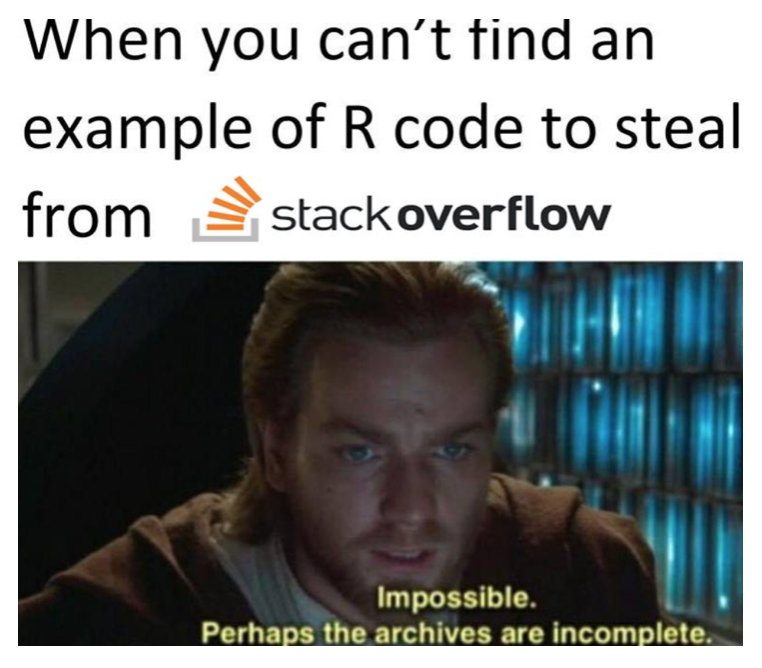 When you can't find an
example of R code to steal
from stackoverflow
Impossible.
Perhaps the archives are incomplete.